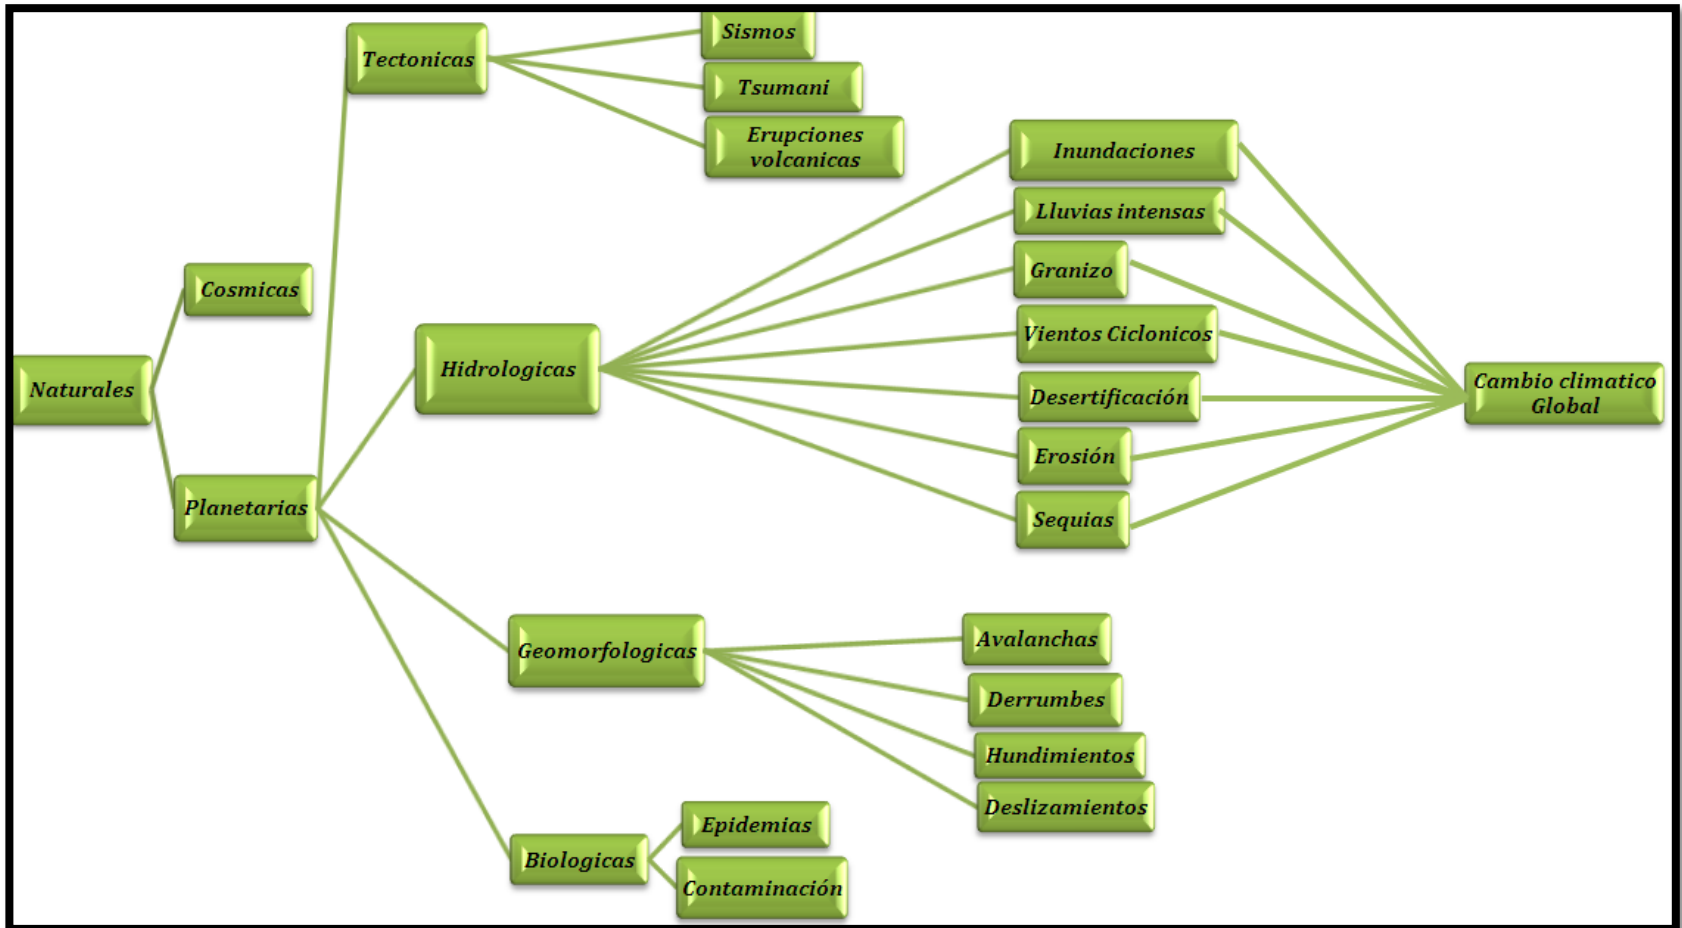 Naturales
Cosmicas
Planetarias
Tectonicas
Sismos
Tsumani
Erupciones
volcanicas
Hidrologicas
Inundaciones
Lluvias intensas
Granizo
Vientos Ciclonicos
Desertificación
Erosión
Sequias
Cambio climatico
Global
Geomorfologicas
Avalanchas
Derrumbes
Hundimientos
Deslizamientos
Biologicas
Epidemias
Contaminación